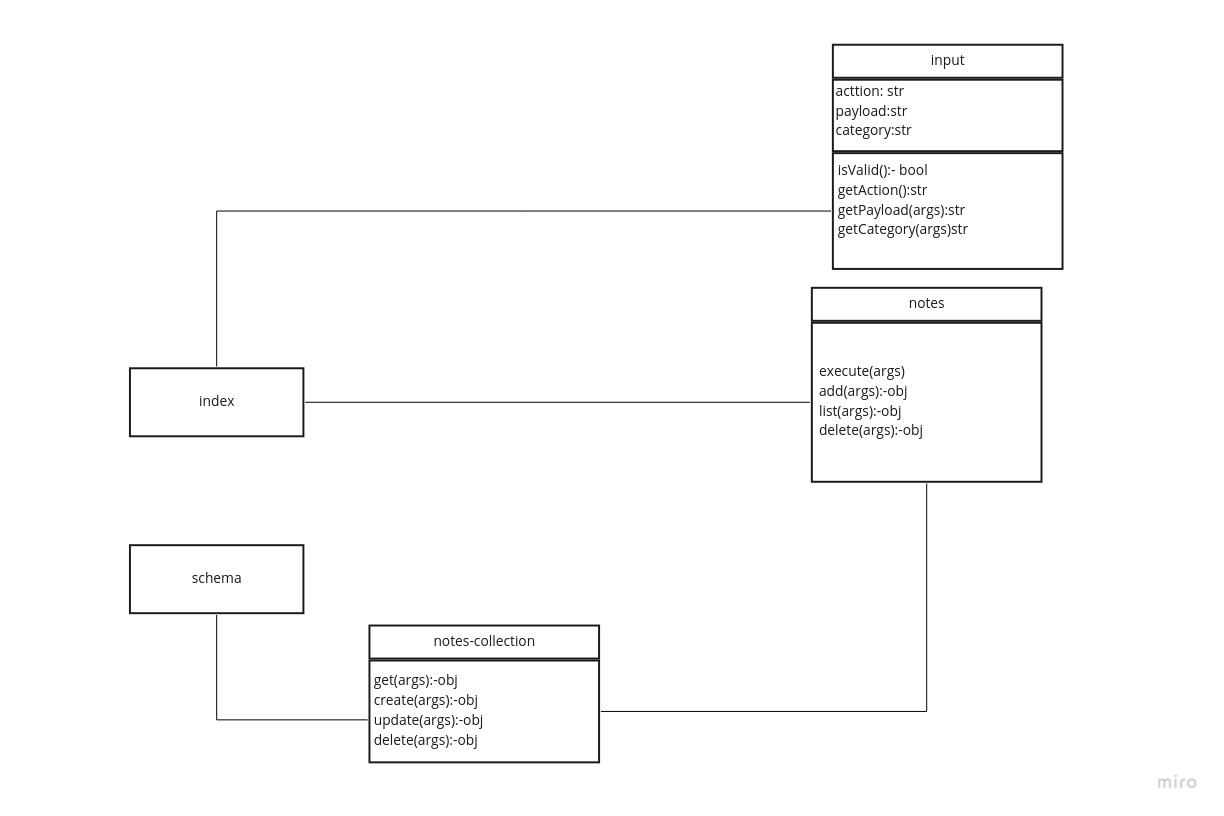 input
acttion: str
payload:str
category:str
isValid():- bool
getAction():str
getPayload(args):str
getCategory(args)str
notes
execute(args)
add(args):-obj
list(args):-obj
delete(args):-obj
index
schema
notes-collection
get(args):-obj
create(args):-obj
update(args):-obj
delete(args):-obj
miro